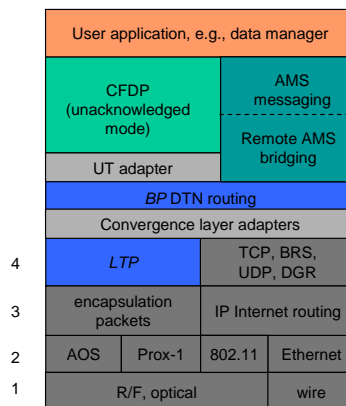 User application, e.g., data manager
CFDP
(unacknowledged
mode)
AMS
messaging
Remote AMS
bridging
UT adapter
BP DTN routing
Convergence layer adapters
4
LTP
TCP, BRS,
UDP, DGR
3
encapsulation
packets
IP Internet routing
2
AOS
Prox-1
802.11
Ethernet
1
R/F, optical
wire